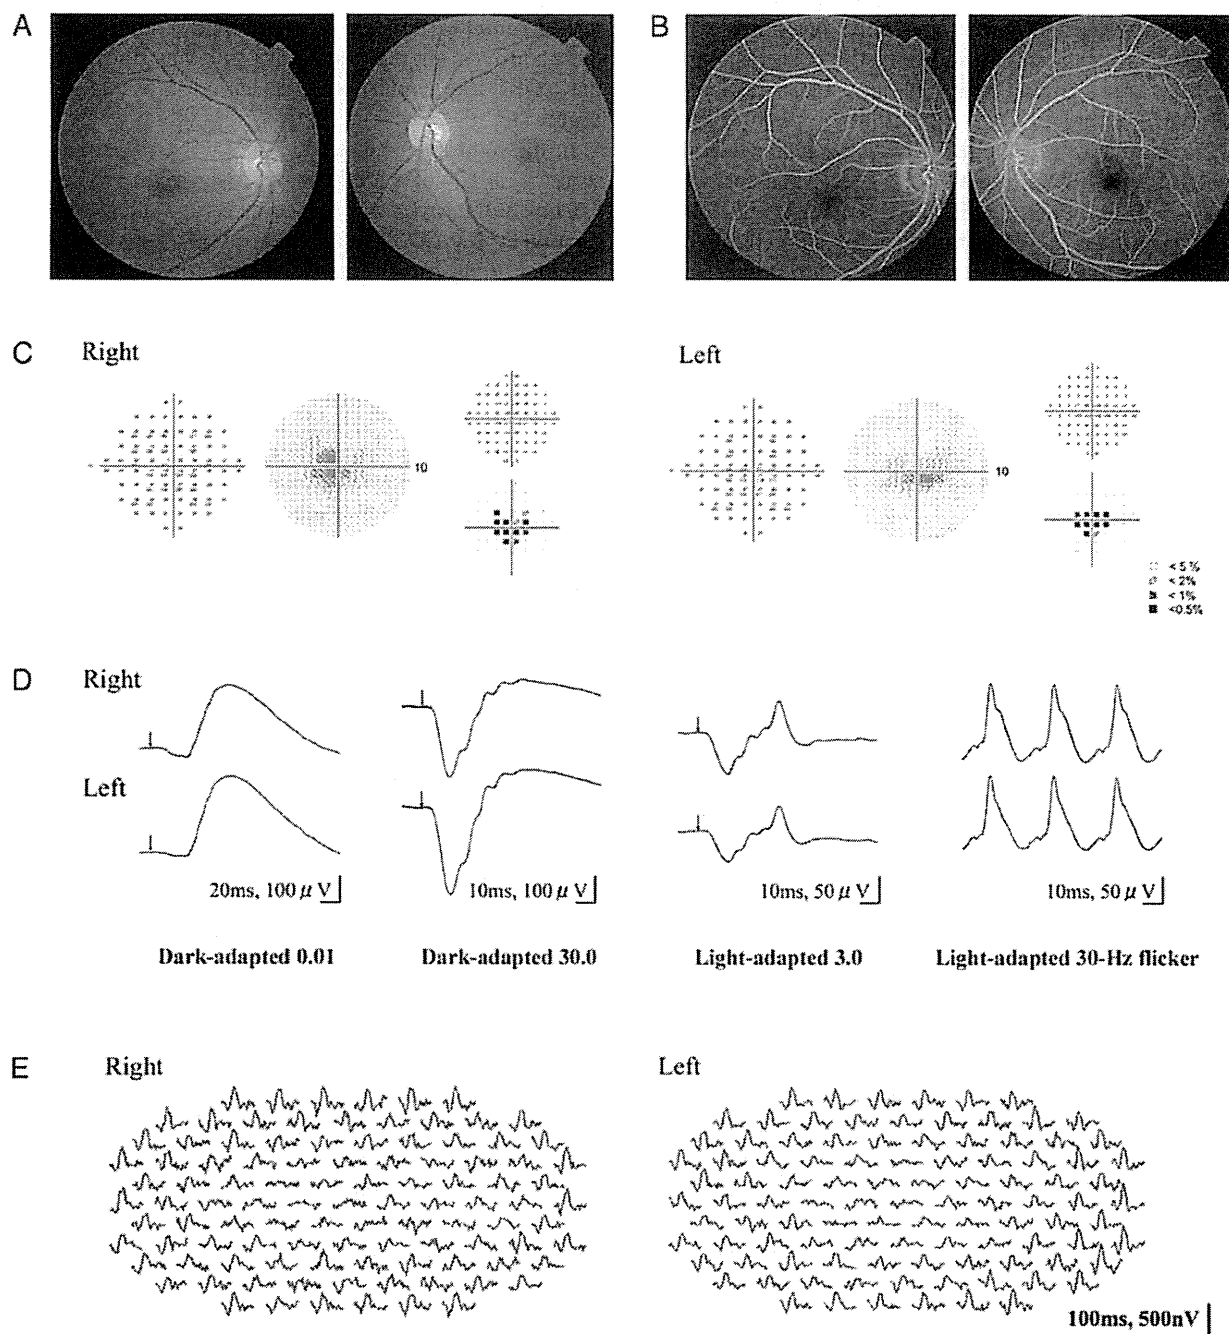 A
B
C
Right
Left
10
10
< 5 %
< 2%
< 1%
<0.5%
D
Right
Left
20ms, 100 μ V
10ms, 100 μ V
10ms, 50 μ V
10ms, 50 μ V
Dark-adapted 0.01
Dark-adapted 30.0
Light-adapted 3.0
Light-adapted 30-Hz flicker
E
Right
Left
100ms, 500nV